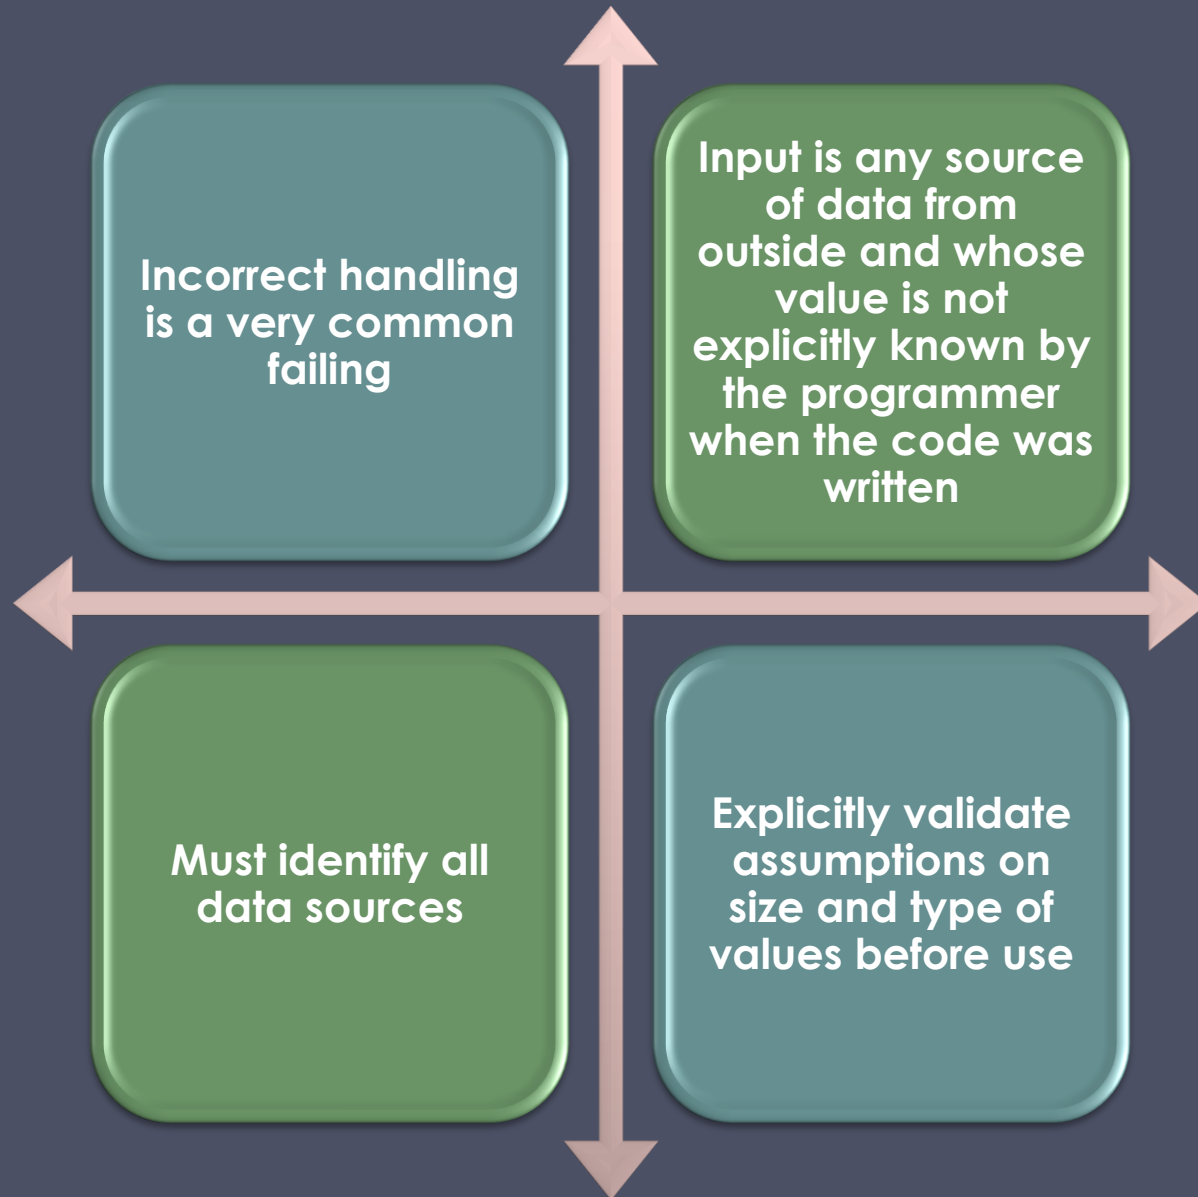 Incorrect handling
is a very common
failing
Input is any source
of data from
outside and whose
value is not
explicitly known by
the programmer
when the code was
written
Must identify all
data sources
Explicitly validate
assumptions on
size and type of
values before use